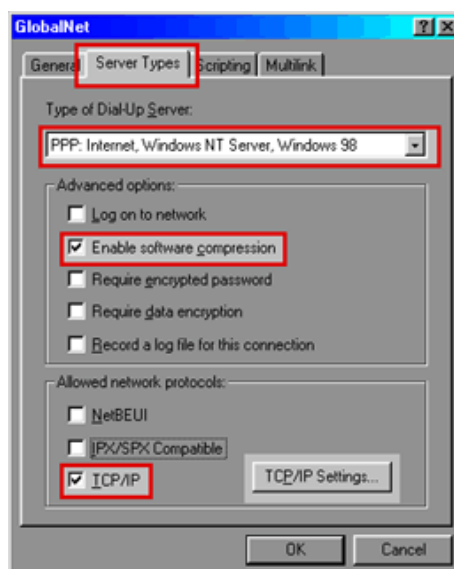 GlobalNet
General Server Types Scripting Multilink
Type of Dial-Up Server:
PPP: Internet, Windows NT Server, Windows 98
Advanced options:
Log on to network
Enable software compression
Require encrypted password
Require data encryption
Record a log file for this connection
Allowed network protocols:
NetBEUI
IPX/SPX Compatible
TCP/IP
TCP/IP Settings...
OK Cancel